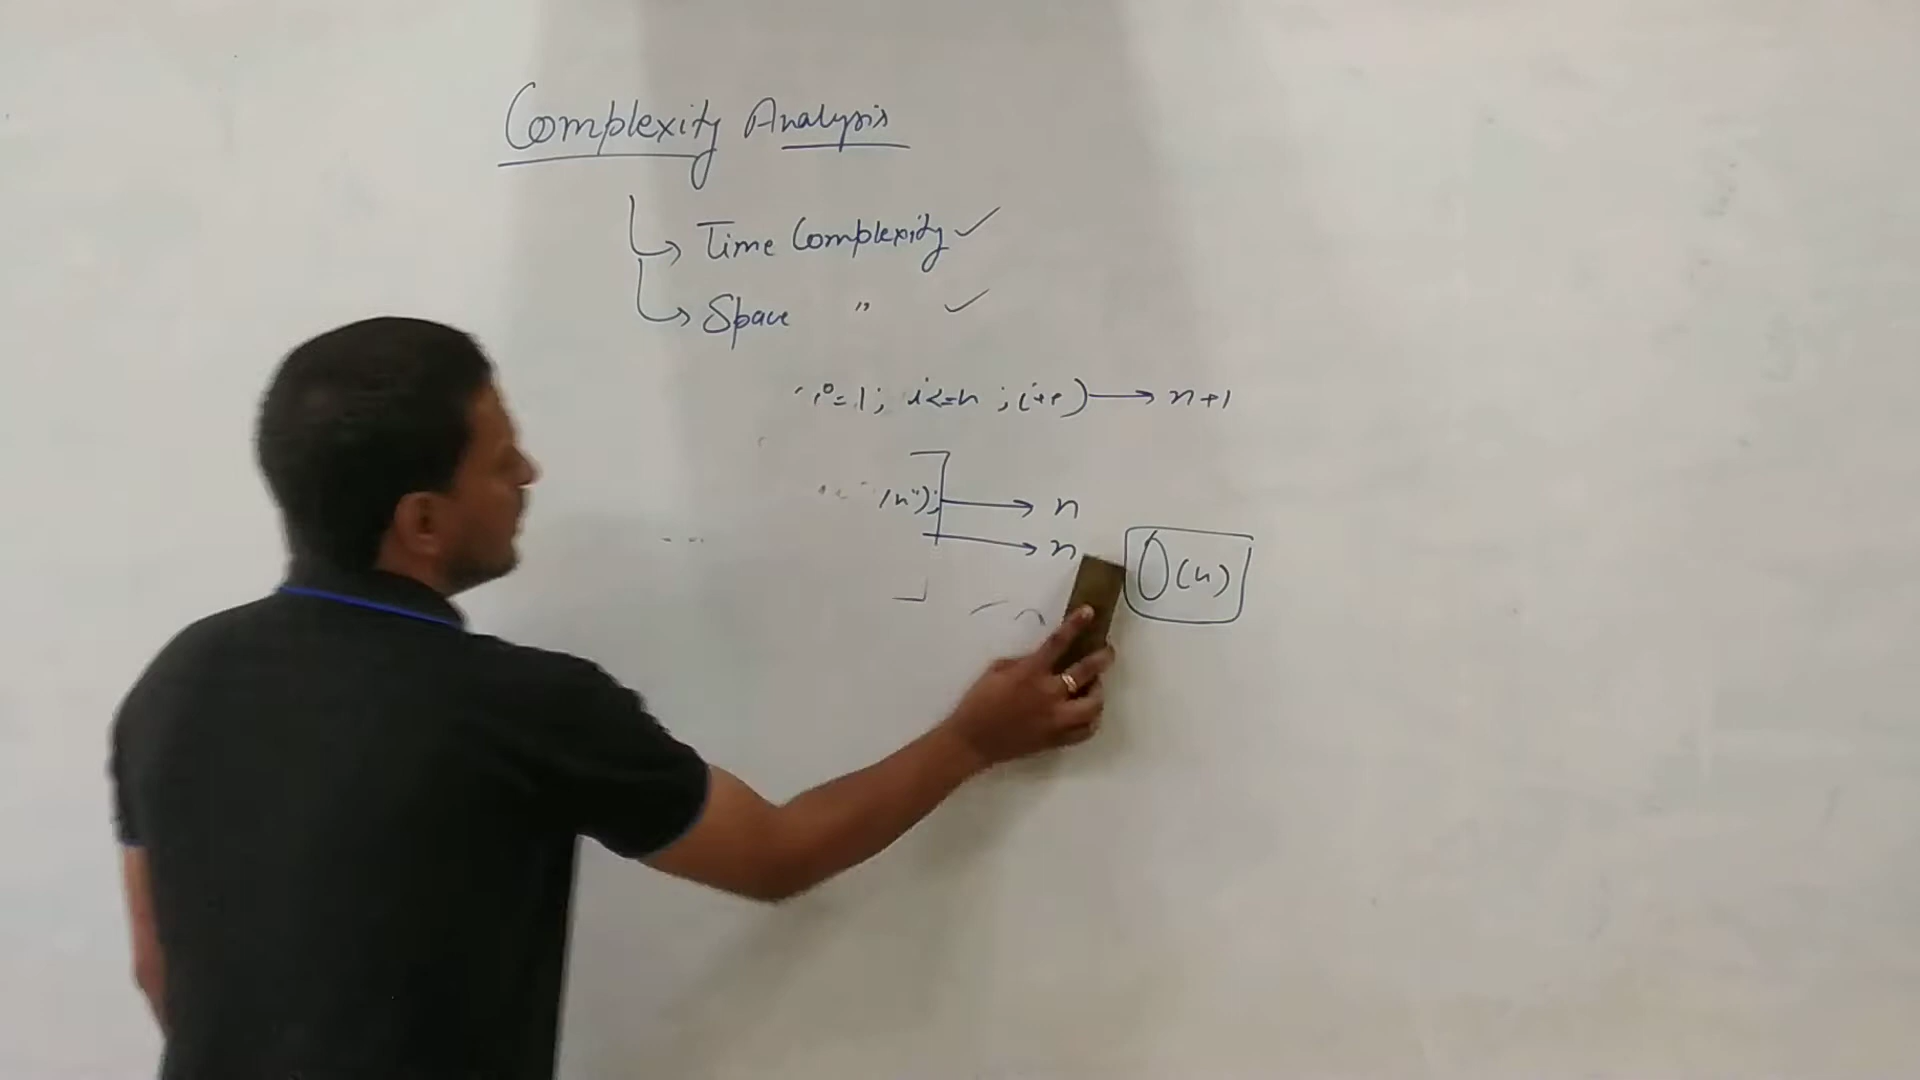 Complexity Analysis
↳ Time Complexity ✓
↳ Space " ✓
i=1; i<=n ; i++) → n+1
/n"); → n
→ n
O(n)